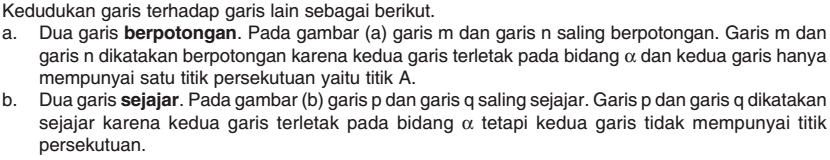 Kedudukan garis terhadap garis lain sebagai berikut.
a. Dua garis berpotongan. Pada gambar (a) garis m dan garis n saling berpotongan. Garis m dan
garis n dikatakan berpotongan karena kedua garis terletak pada bidang α dan kedua garis hanya
mempunyai satu titik persekutuan yaitu titik A.
b. Dua garis sejajar. Pada gambar (b) garis p dan garis q saling sejajar. Garis p dan garis q dikatakan
sejajar karena kedua garis terletak pada bidang α tetapi kedua garis tidak mempunyai titik
persekutuan.